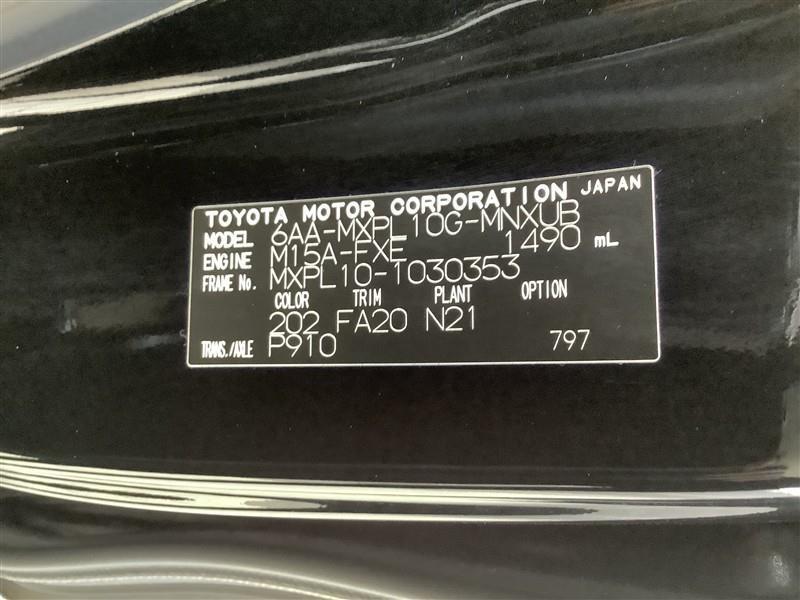 TOYOTA MOTOR CORPORATION JAPAN
MODEL 6AA-MXPL10G-MNXUB
ENGINE M15A-FXE 1490 mL
FRAME No. MXPL10-1030353
COLOR TRIM PLANT OPTION
202 FA20 N21
TRANS./AXLE P910 797